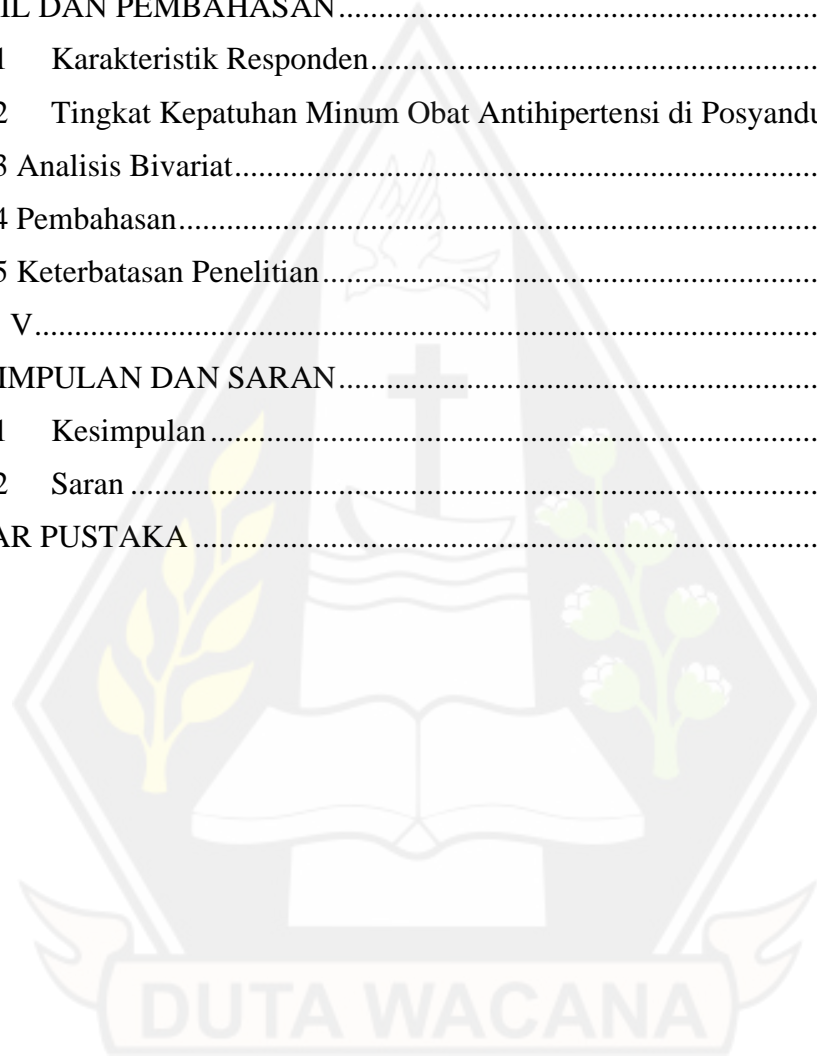 IL DAN PEMBAHASAN
1 Karakteristik Responden
2 Tingkat Kepatuhan Minum Obat Antihipertensi di Posyandu
3 Analisis Bivariat
4 Pembahasan
5 Keterbatasan Penelitian
V
IMPULAN DAN SARAN
1 Kesimpulan
2 Saran
AR PUSTAKA
DUTA WACANA